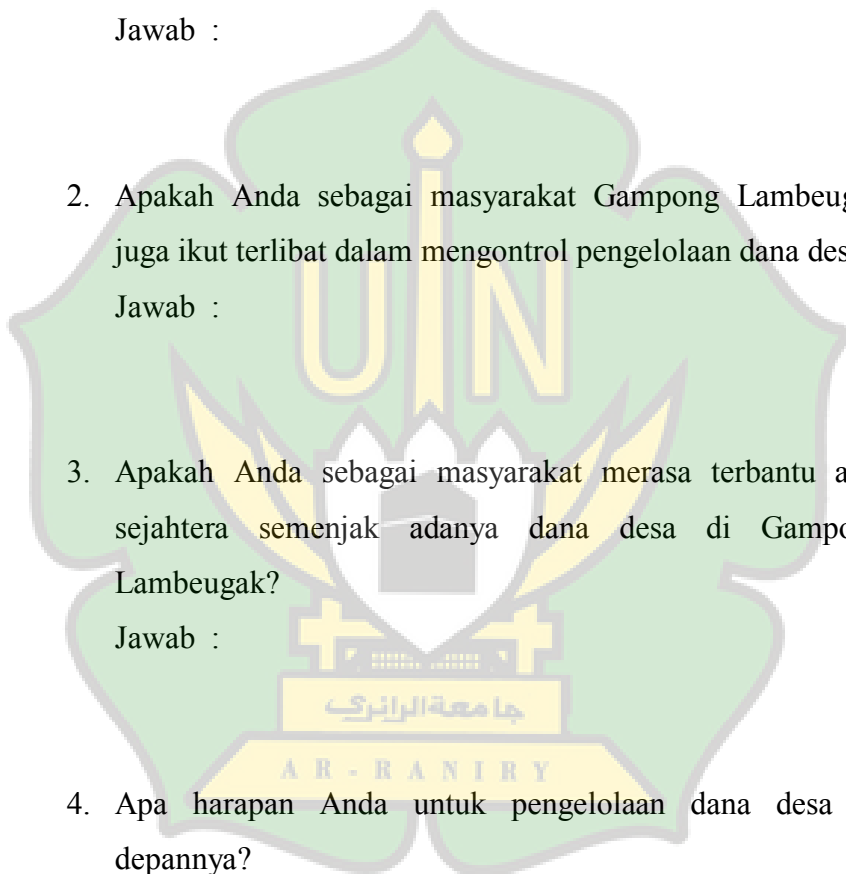 Jawab :
2. Apakah Anda sebagai masyarakat Gampong Lambeug
juga ikut terlibat dalam mengontrol pengelolaan dana des
Jawab :
UIN
3. Apakah Anda sebagai masyarakat merasa terbantu a
sejahtera semenjak adanya dana desa di Gampo
Lambeugak?
Jawab :
جامعة الرانري
AR-RANIRY
4. Apa harapan Anda untuk pengelolaan dana desa
depannya?